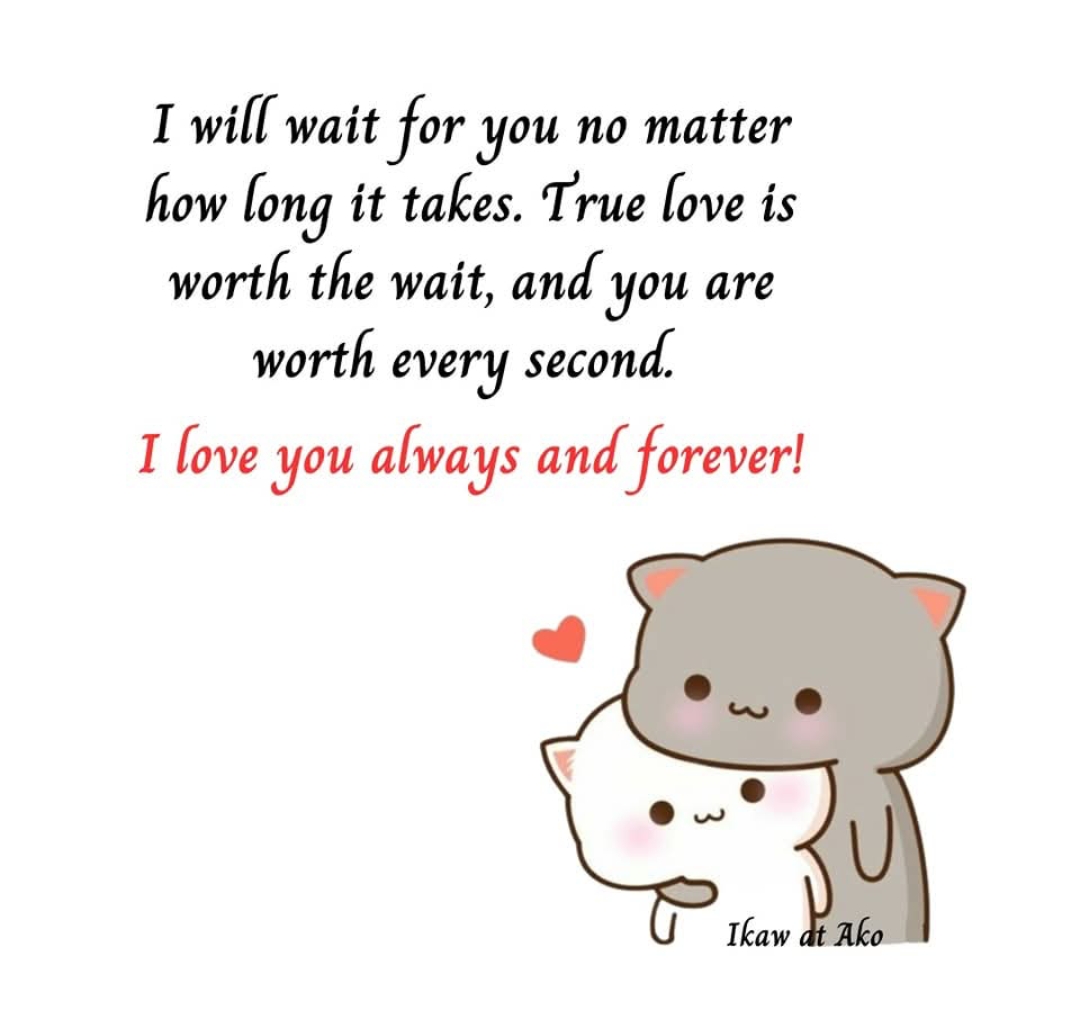 I will wait for you no matter
how long it takes. True love is
worth the wait, and you are
worth every second.
I love you always and forever!
Ikaw at Ako